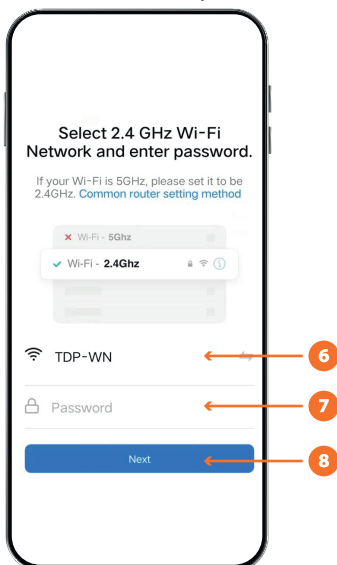 Select 2.4 GHz Wi-Fi
Network and enter password.
If your Wi-Fi is 5GHz, please set it to be
2.4GHz. Common router setting method
Wi-Fi - 5Ghz
Wi-Fi - 2.4Ghz
TDP-WN
6
Password
7
Next
8